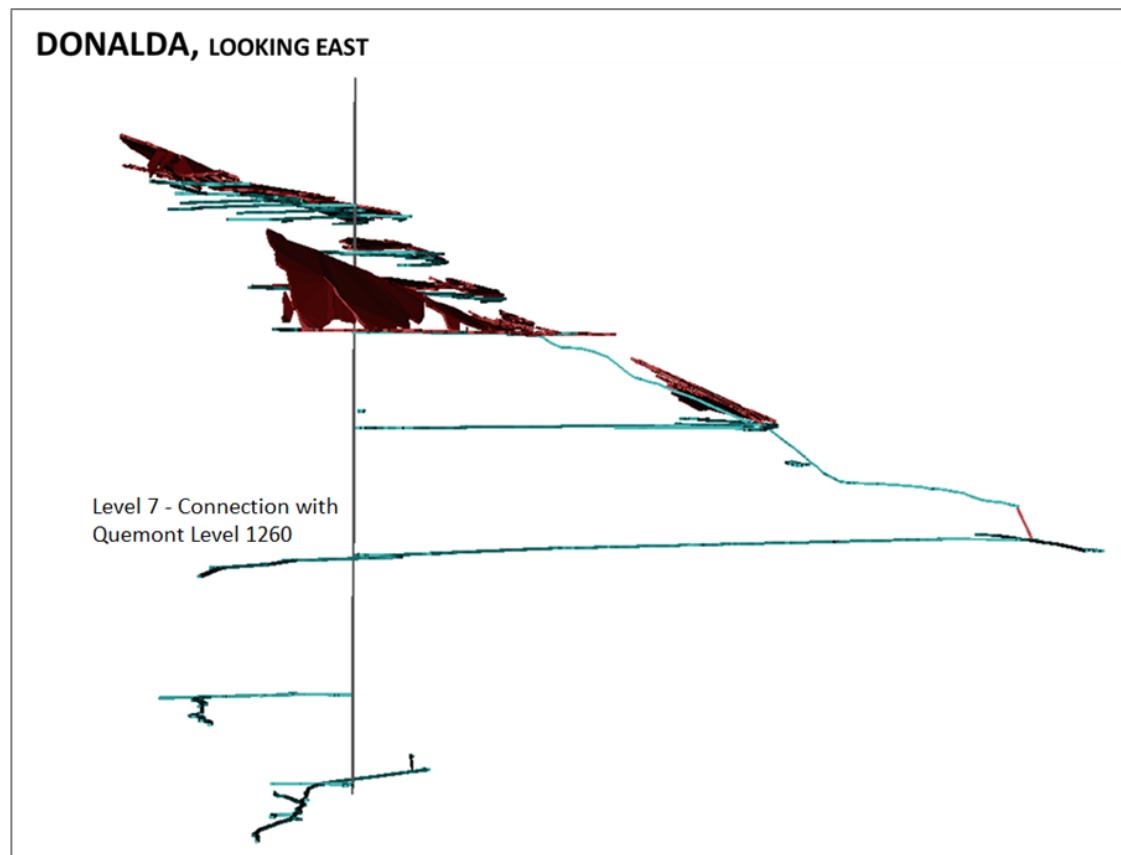 DONALDA, LOOKING EAST
Level 7 - Connection with
Quemont Level 1260